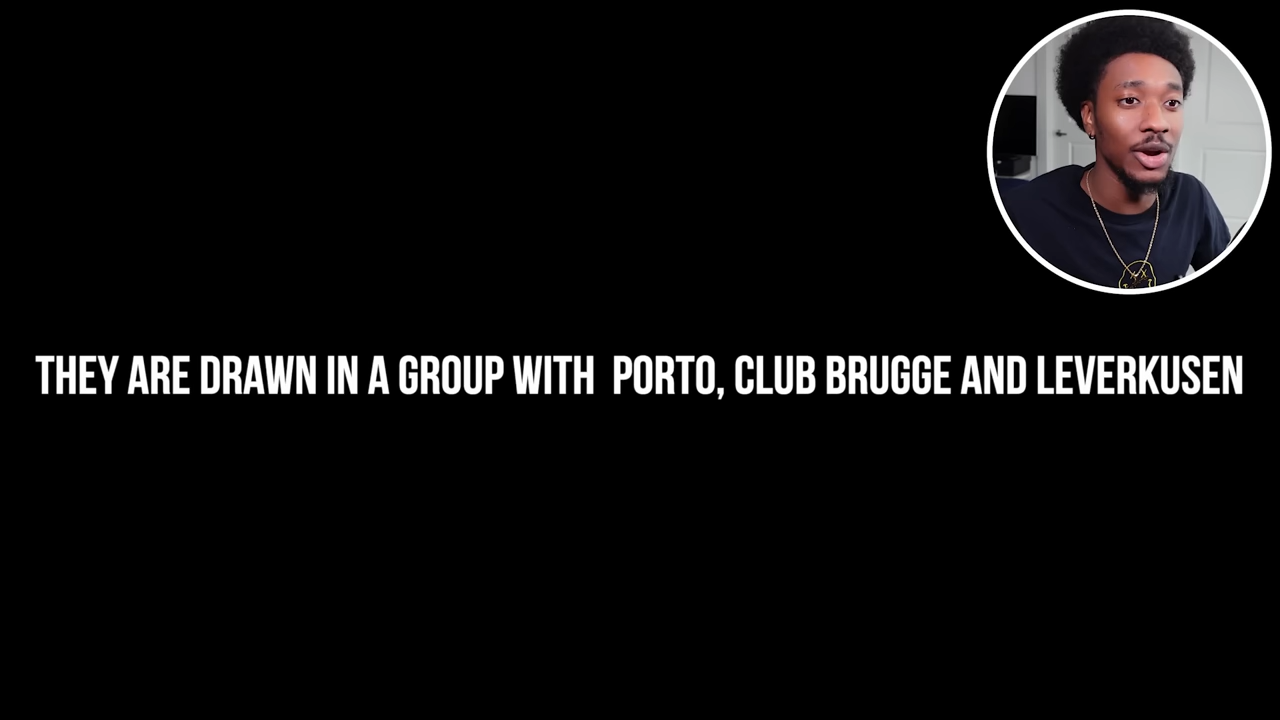 THEY ARE DRAWN IN A GROUP WITH  PORTO, CLUB BRUGGE AND LEVERKUSEN